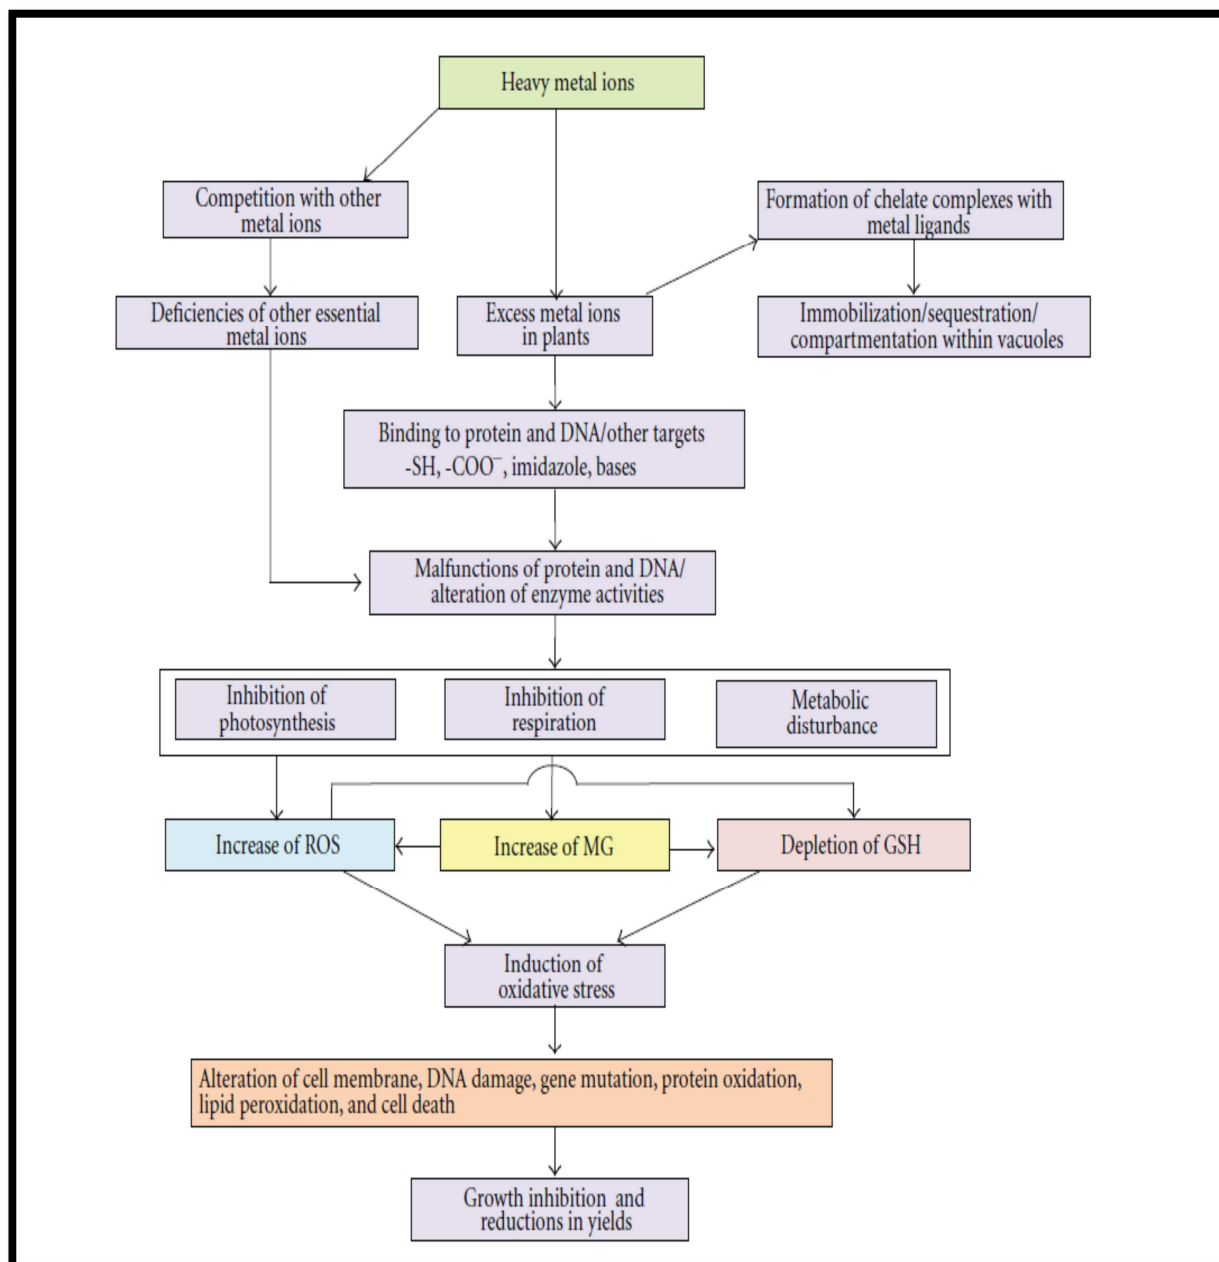 Heavy metal ions
Competition with other
metal ions
Formation of chelate complexes with
metal ligands
Deficiencies of other essential
metal ions
Excess metal ions
in plants
Immobilization/sequestration/
compartmentation within vacuoles
Binding to protein and DNA/other targets
-SH, -COO⁻, imidazole, bases
Malfunctions of protein and DNA/
alteration of enzyme activities
Inhibition of
photosynthesis
Inhibition of
respiration
Metabolic
disturbance
Increase of ROS
Increase of MG
Depletion of GSH
Induction of
oxidative stress
Alteration of cell membrane, DNA damage, gene mutation, protein oxidation,
lipid peroxidation, and cell death
Growth inhibition and
reductions in yields